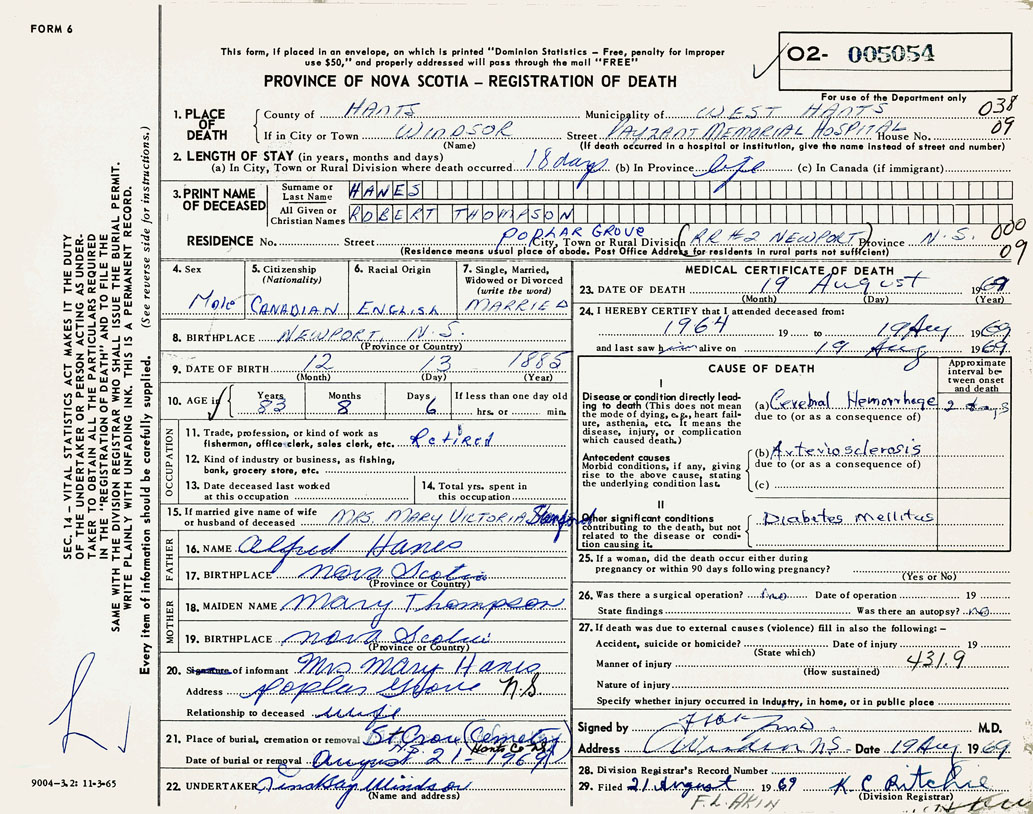 FORM 6
This form, if placed in an envelope, on which is printed "Dominion Statistics – Free, penalty for improper
use $50," and properly addressed will pass through the mail "FREE"
PROVINCE OF NOVA SCOTIA – REGISTRATION OF DEATH
02- 005054
For use of the Department only
038
09
1. PLACE OF DEATH
County of HANTS Municipality of WEST HANTS
If in City or Town WINDSOR Street PAYZANT MEMORIAL HOSPITAL House No.
(Name) (If death occurred in a hospital or institution, give the name instead of street and number)
2. LENGTH OF STAY (in years, months and days)
(a) In City, Town or Rural Division where death occurred 18 days (b) In Province life (c) In Canada (if immigrant)
3. PRINT NAME OF DECEASED
Surname or Last Name HANES
All Given or Christian Names ROBERT THOMPSON
RESIDENCE No. Street POPLAR GROVE City, Town or Rural Division (RR #2 NEWPORT) Province N.S.
(Residence means usual place of abode. Post Office Address for residents in rural parts not sufficient)
000
09
4. Sex Male
5. Citizenship (Nationality) CANADIAN
6. Racial Origin ENGLISH
7. Single, Married, Widowed or Divorced (write the word) MARRIED
8. BIRTHPLACE NEWPORT, N.S.
(Province or Country)
9. DATE OF BIRTH 12 13 1885
(Month) (Day) (Year)
10. AGE in Years 83 Months 8 Days 6 If less than one day old hrs. or min.
OCCUPATION
11. Trade, profession, or kind of work as
fisherman, office clerk, sales clerk, etc. Retired
12. Kind of industry or business, as fishing,
bank, grocery store, etc.
13. Date deceased last worked
at this occupation
14. Total yrs. spent in
this occupation
15. If married give name of wife
or husband of deceased MRS. MARY VICTORIA Sanford
FATHER
16. NAME Alfred Hanes
17. BIRTHPLACE Nova Scotia
(Province or Country)
MOTHER
18. MAIDEN NAME Mary Thompson
19. BIRTHPLACE Nova Scotia
(Province or Country)
20. Signature of informant Mrs Mary Hanes
Address Poplar Grove N.S
Relationship to deceased wife
21. Place of burial, cremation or removal St Croix (Cemetry
Hants Co NS)
Date of burial or removal August 21 - 1969
22. UNDERTAKER Windsor
(Name and address)
MEDICAL CERTIFICATE OF DEATH
23. DATE OF DEATH 19 August 1969
(Month) (Day) (Year)
24. I HEREBY CERTIFY that I attended deceased from:
1964 19 to 19 Aug 1969
and last saw him alive on 19 Aug 1969
CAUSE OF DEATH
Approximate interval between onset and death
I
Disease or condition directly leading to death (This does not mean the mode of dying, e.g., heart failure, asthenia, etc. It means the disease, injury, or complication which caused death.)
(a) Cerebral Hemorrhage 2 days
due to (or as a consequence of)
Antecedent causes
Morbid conditions, if any, giving rise to the above cause, stating the underlying condition last.
(b) Arteriosclerosis
due to (or as a consequence of)
(c)
II
Other significant conditions
contributing to the death, but not related to the disease or condition causing it.
Diabetes Mellitus
25. If a woman, did the death occur either during
pregnancy or within 90 days following pregnancy?
(Yes or No)
26. Was there a surgical operation? no Date of operation 19
State findings Was there an autopsy? no
27. If death was due to external causes (violence) fill in also the following: –
Accident, suicide or homicide? Date of injury 19
(State which)
Manner of injury 431.9
(How sustained)
Nature of injury
Specify whether injury occurred in industry, in home, or in public place
Signed by M.D.
Address Windsor NS Date 19 Aug 1969
28. Division Registrar's Record Number
29. Filed 21 August 1969 K C Ritchie
(Division Registrar)
F.L. AKIN
SEC. 14 – VITAL STATISTICS ACT MAKES IT THE DUTY
OF THE UNDERTAKER OR PERSON ACTING AS UNDER-
TAKER TO OBTAIN ALL THE PARTICULARS REQUIRED
IN THE "REGISTRATION OF DEATH" AND TO FILE THE
SAME WITH THE DIVISION REGISTRAR WHO SHALL ISSUE THE BURIAL PERMIT.
WRITE PLAINLY WITH UNFADING INK. THIS IS A PERMANENT RECORD.
Every item of information should be carefully supplied. (See reverse side for instructions.)
9004–3.2: 11-3-65